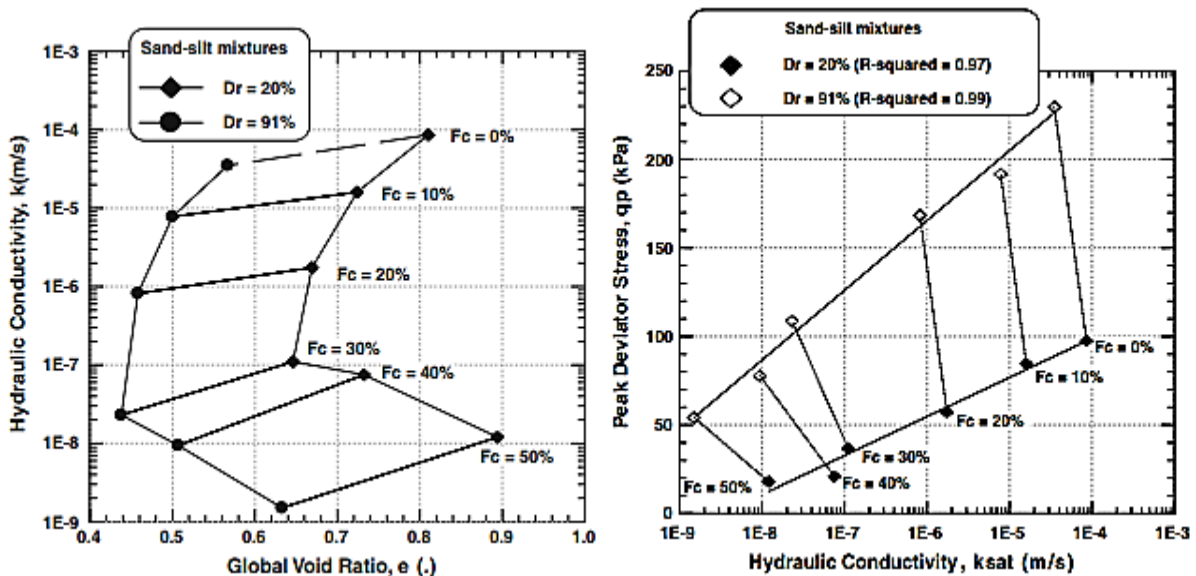 Sand-silt mixtures
Dr = 20%
Dr = 91%
1E-3
1E-4
1E-5
1E-6
1E-7
1E-8
1E-9
Hydraulic Conductivity, k(m/s)
Fc = 0%
Fc = 10%
Fc = 20%
Fc = 30%
Fc = 40%
Fc = 50%
0.4 0.5 0.6 0.7 0.8 0.9 1.0
Global Void Ratio, e (.)
Sand-silt mixtures
Dr = 20% (R-squared = 0.97)
Dr = 91% (R-squared = 0.99)
250
200
150
100
50
0
Peak Deviator Stress, qp (kPa)
Fc = 0%
Fc = 10%
Fc = 20%
Fc = 30%
Fc = 40%
Fc = 50%
1E-9 1E-8 1E-7 1E-6 1E-5 1E-4 1E-3
Hydraulic Conductivity, ksat (m/s)